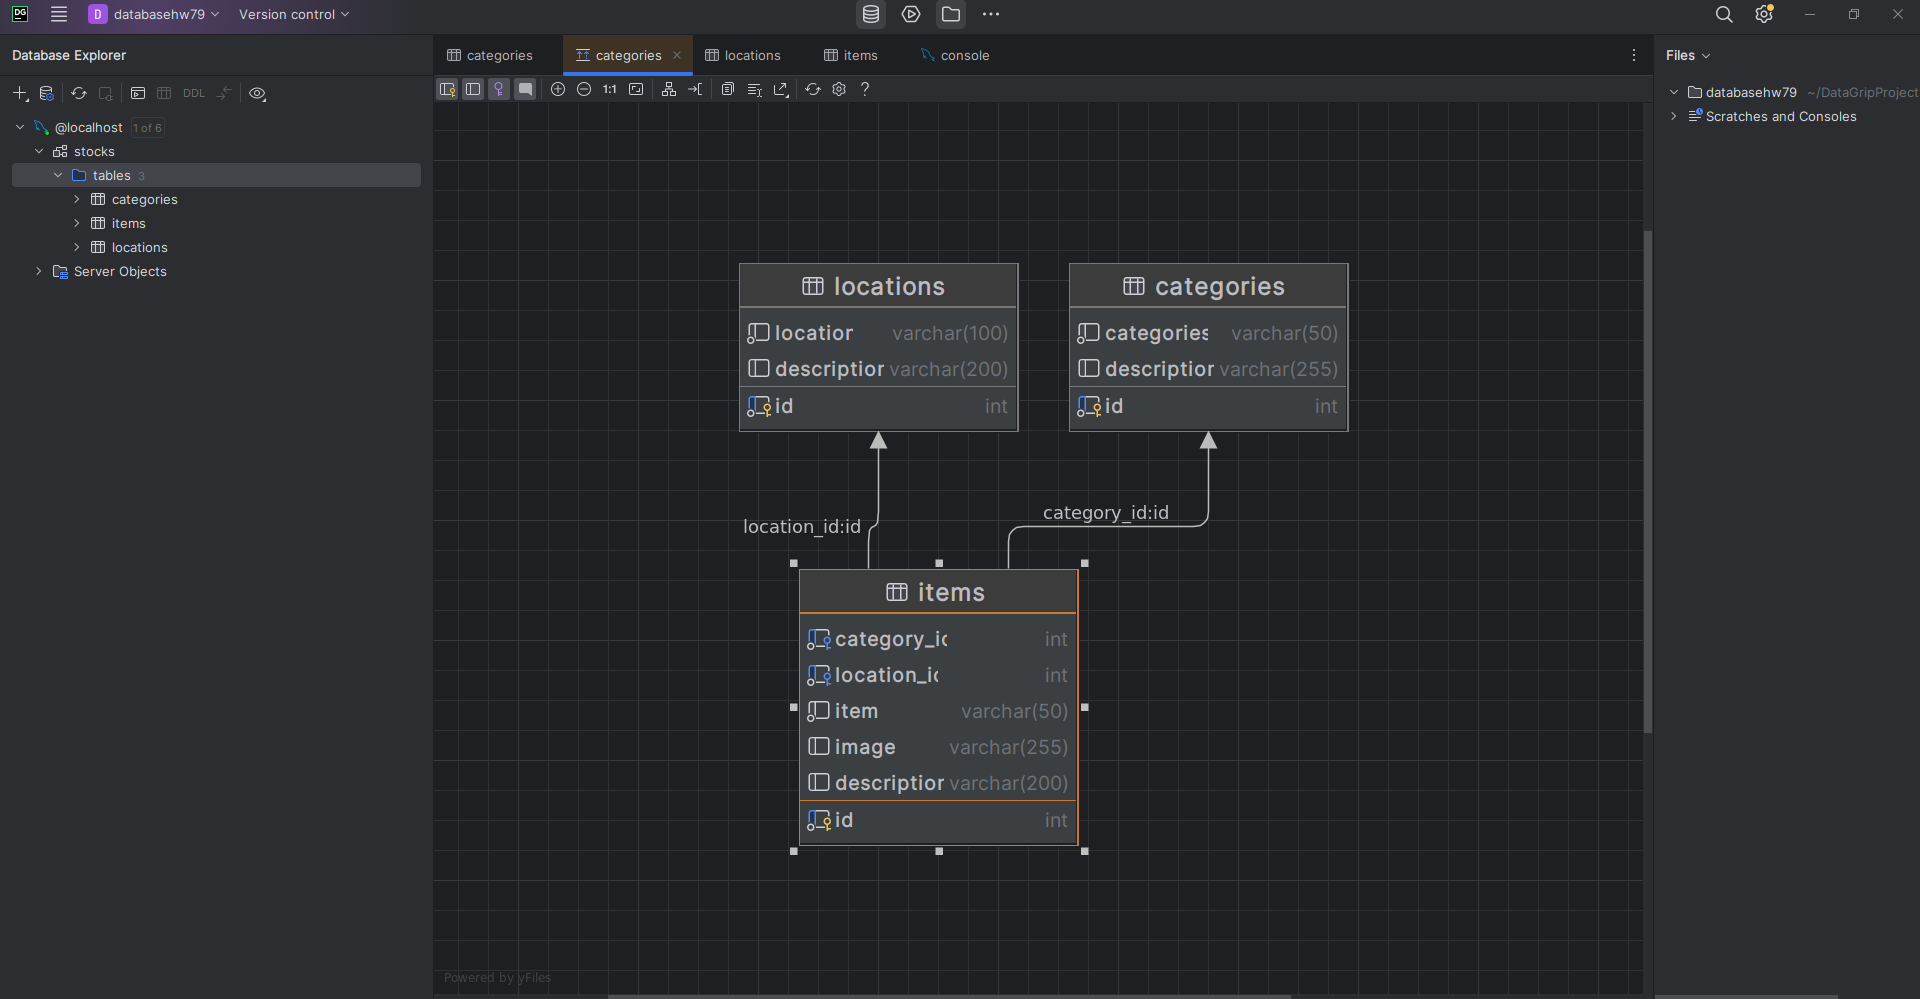 DG
D databasehw79 Version control
Database Explorer
DDL
@localhost 1 of 6
stocks
tables 3
categories
items
locations
Server Objects
categories categories locations items console
1:1 ?
locations
locatior varchar(100)
descriptior varchar(200)
id int
categories
categories varchar(50)
descriptior varchar(255)
id int
location_id:id
category_id:id
items
category_ic int
location_ic int
item varchar(50)
image varchar(255)
descriptior varchar(200)
id int
Powered by yFiles
Files
databasehw79 ~/DataGripProject
Scratches and Consoles